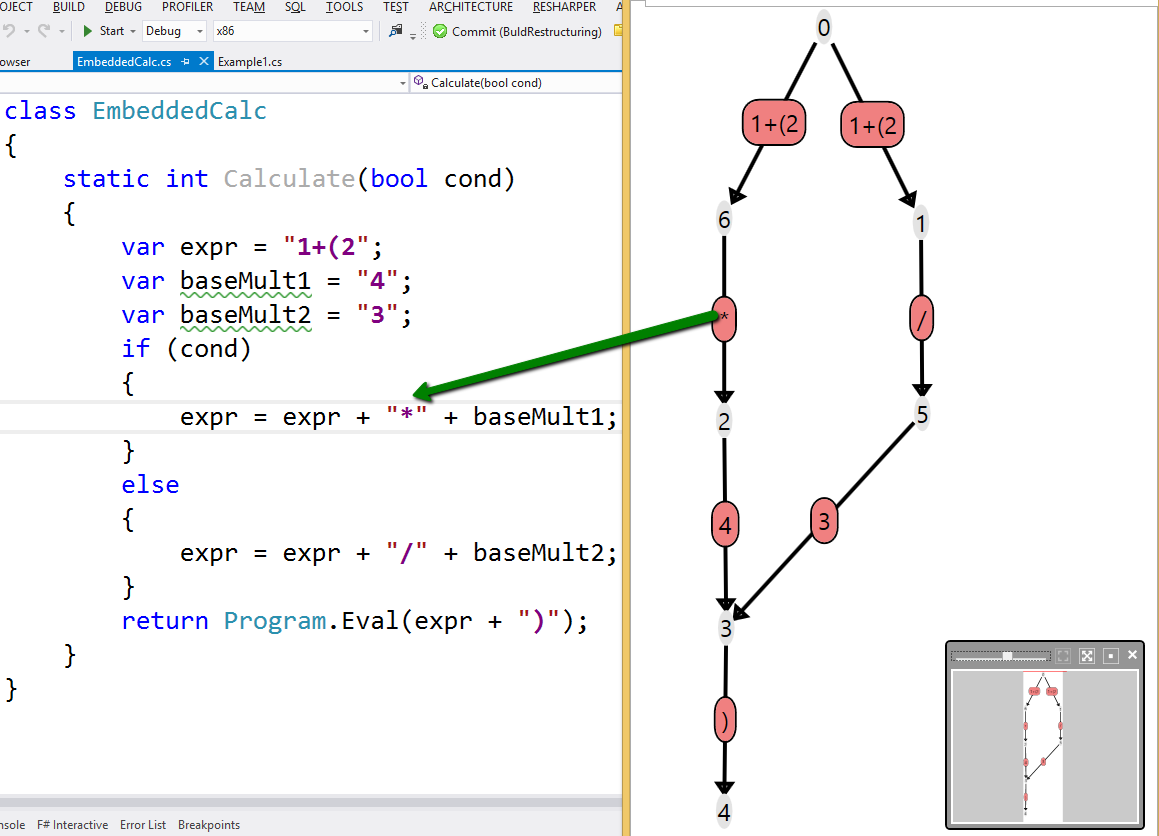 OJECT BUILD DEBUG PROFILER TEAM SQL TOOLS TEST ARCHITECTURE RESHARPER A
Start Debug x86 Commit (BuldRestructuring)
owser EmbeddedCalc.cs Example1.cs
Calculate(bool cond)
class EmbeddedCalc
{
static int Calculate(bool cond)
{
var expr = "1+(2";
var baseMult1 = "4";
var baseMult2 = "3";
if (cond)
{
expr = expr + "*" + baseMult1;
}
else
{
expr = expr + "/" + baseMult2;
}
return Program.Eval(expr + ")");
}
}
nsole F# Interactive Error List Breakpoints
0
1+(2 1+(2
6 1
* /
2 5
4 3
3
)
4